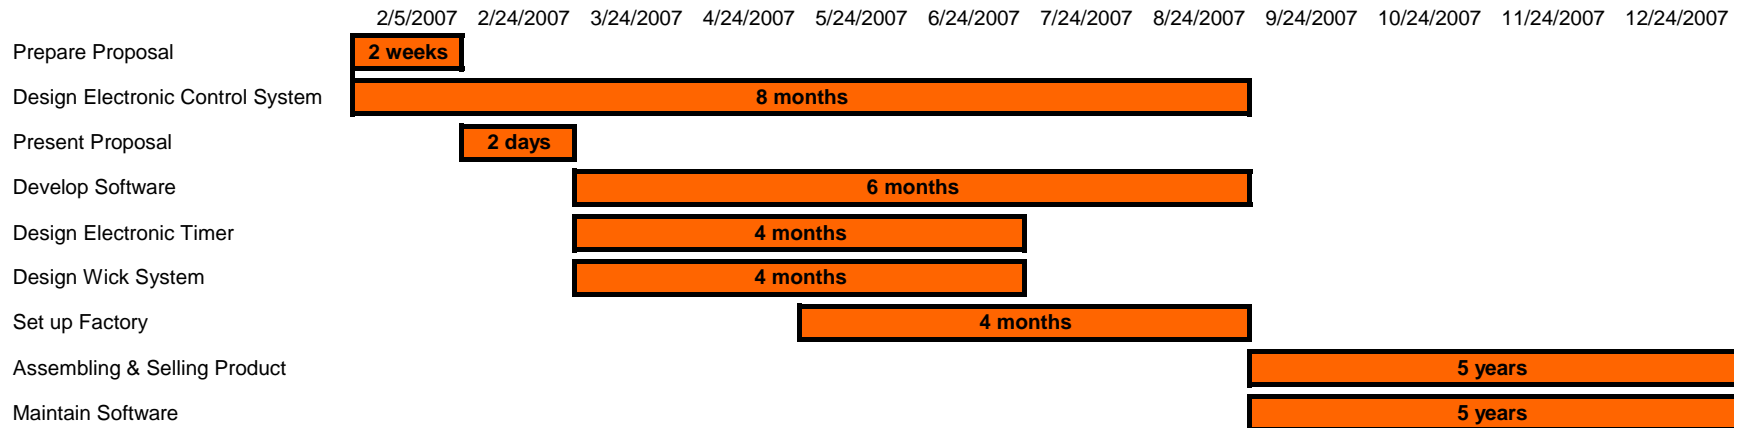 2/5/2007 2/24/2007 3/24/2007 4/24/2007 5/24/2007 6/24/2007 7/24/2007 8/24/2007 9/24/2007 10/24/2007 11/24/2007 12/24/2007
Prepare Proposal 2 weeks
Design Electronic Control System 8 months
Present Proposal 2 days
Develop Software 6 months
Design Electronic Timer 4 months
Design Wick System 4 months
Set up Factory 4 months
Assembling & Selling Product 5 years
Maintain Software 5 years